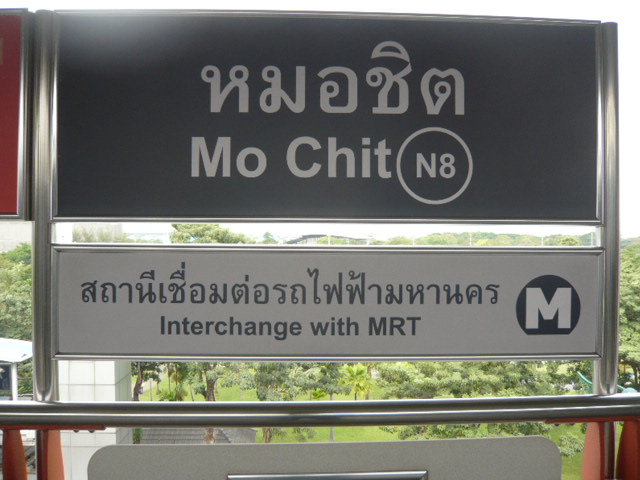 หมอชิต
Mo Chit N8
สถานีเชื่อมต่อรถไฟฟ้ามหานคร
Interchange with MRT
M